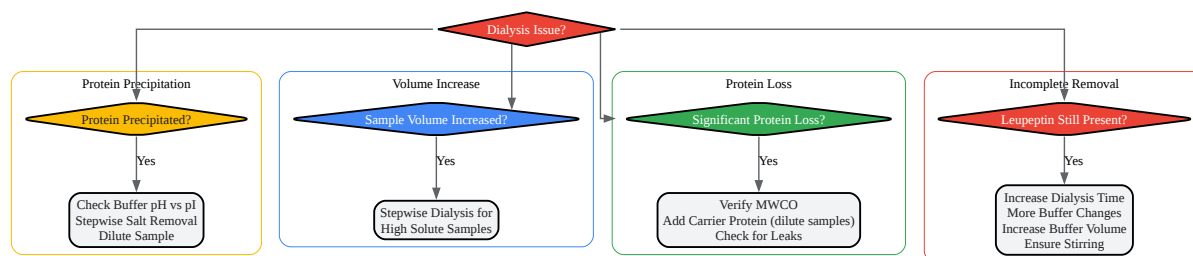 Dialysis Issue?
Protein Precipitation
Protein Precipitated?
Yes
Check Buffer pH vs pI
Stepwise Salt Removal
Dilute Sample
Volume Increase
Sample Volume Increased?
Yes
Stepwise Dialysis for
High Solute Samples
Protein Loss
Significant Protein Loss?
Yes
Verify MWCO
Add Carrier Protein (dilute samples)
Check for Leaks
Incomplete Removal
Leupeptin Still Present?
Yes
Increase Dialysis Time
More Buffer Changes
Increase Buffer Volume
Ensure Stirring